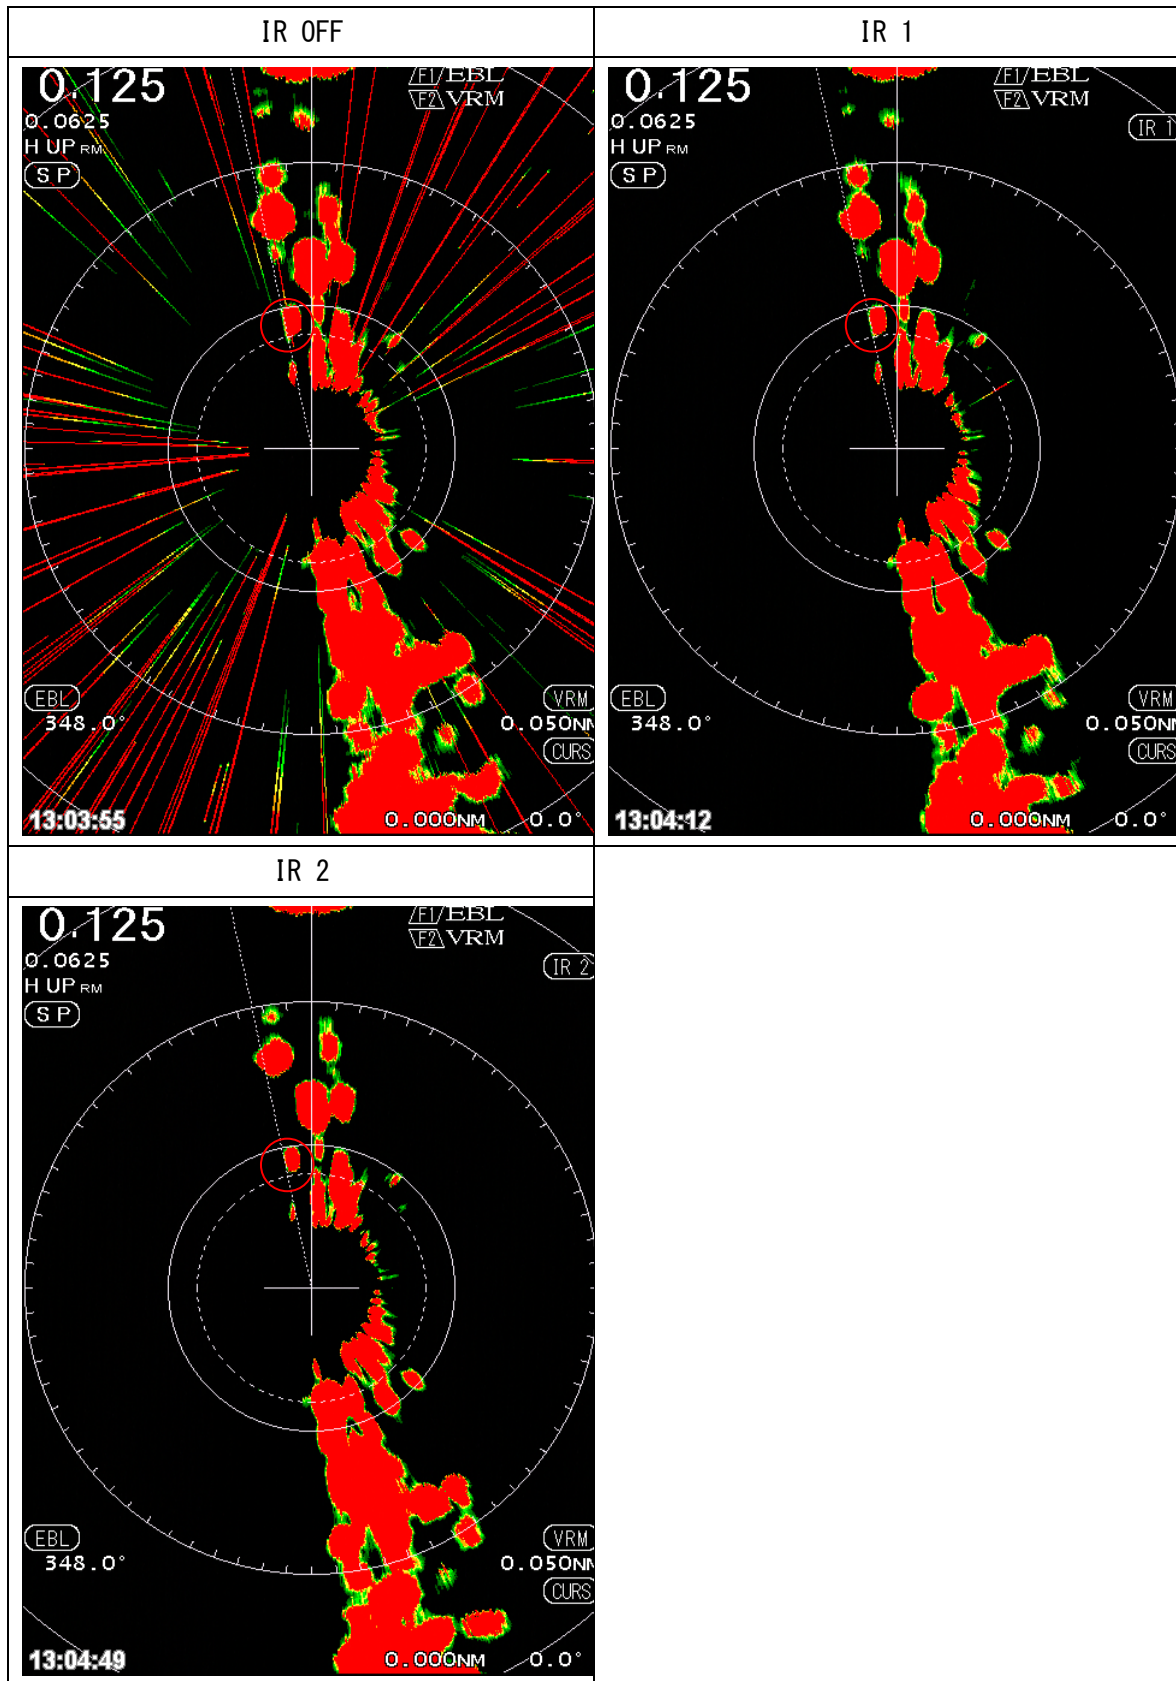 IR OFF
0.125
F1 EBL
F2 VRM
0.0625
H UP RM
S P
EBL
348.0°
VRM
0.050NM
CURS
13:03:55
0.000NM 0.0°
IR 1
0.125
F1 EBL
F2 VRM
0.0625
IR 1
H UP RM
S P
EBL
348.0°
VRM
0.050NM
CURS
13:04:12
0.000NM 0.0°
IR 2
0.125
F1 EBL
F2 VRM
0.0625
IR 2
H UP RM
S P
EBL
348.0°
VRM
0.050NM
CURS
13:04:49
0.000NM 0.0°